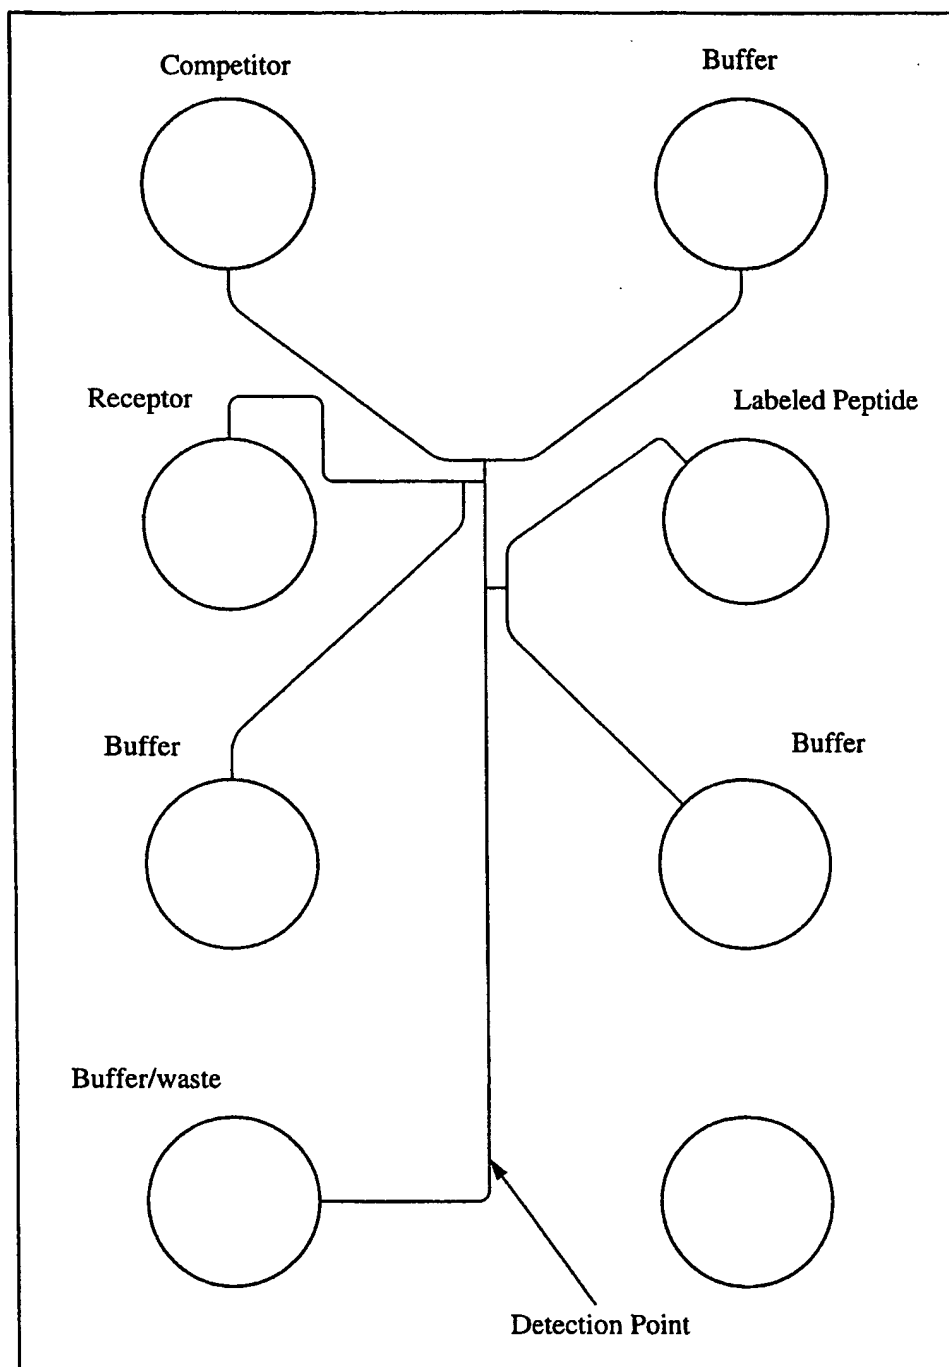 Competitor
Buffer
Receptor
Labeled Peptide
Buffer
Buffer
Buffer/waste
Detection Point